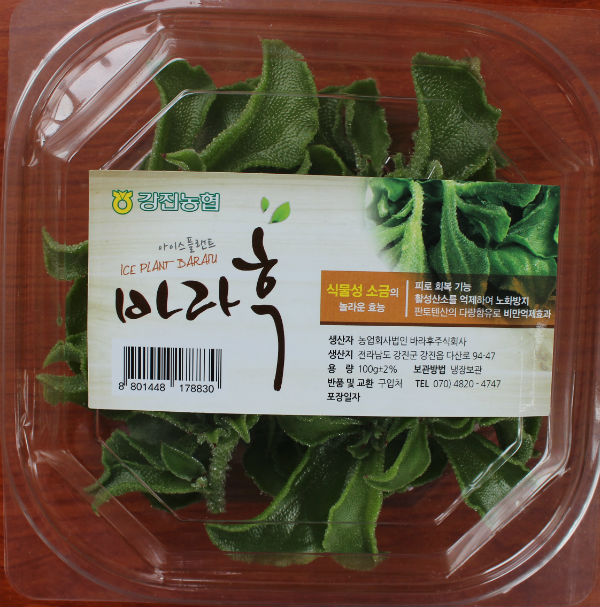 강진농협
아이스플랜트
ICE PLANT BARAFU
바라후
식물성 소금의
놀라운 효능
피로 회복 기능
활성산소를 억제하여 노화방지
판토텐산의 다량함유로 비만억제효과
생산자 농업회사법인 바라후주식회사
생산지 전라남도 강진군 강진읍 다산로 94-47
용 량 100g±2% 보관방법 냉장보관
반품 및 교환 구입처 TEL 070) 4820 - 4747
포장일자
8 801448 178830